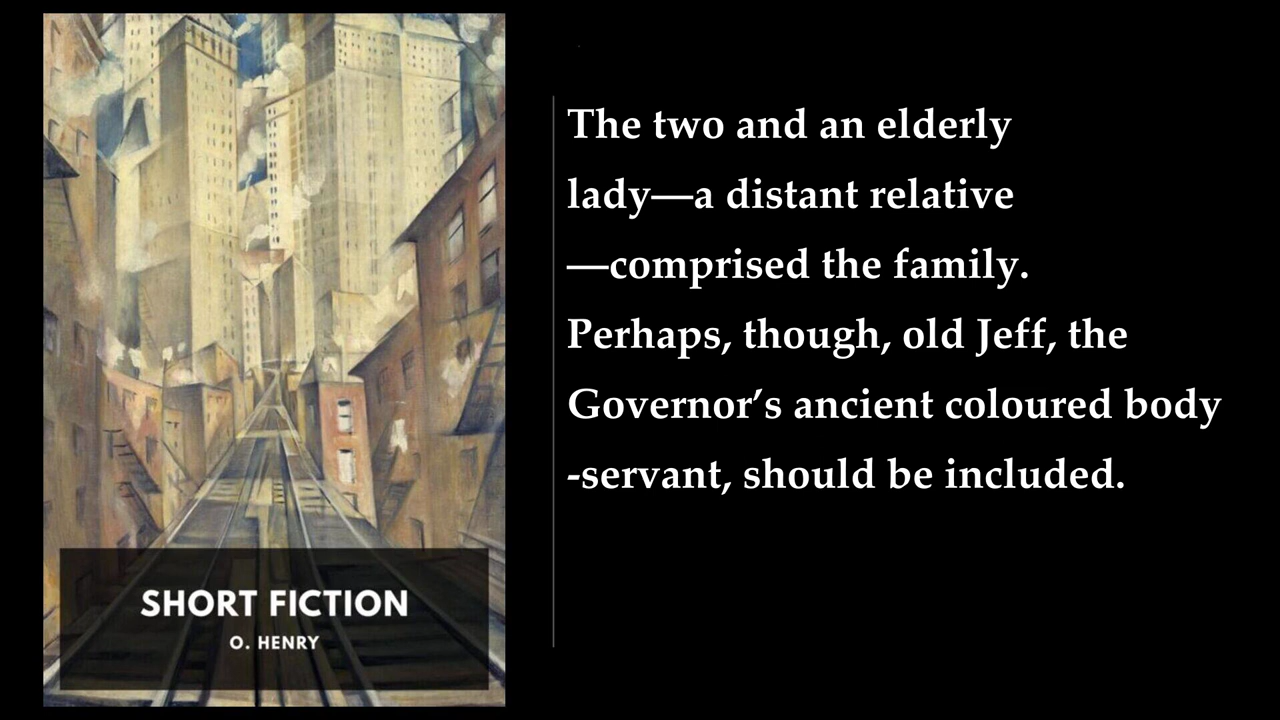 SHORT FICTION
O. HENRY
The two and an elderly
lady—a distant relative
—comprised the family.
Perhaps, though, old Jeff, the
Governor’s ancient coloured body
-servant, should be included.